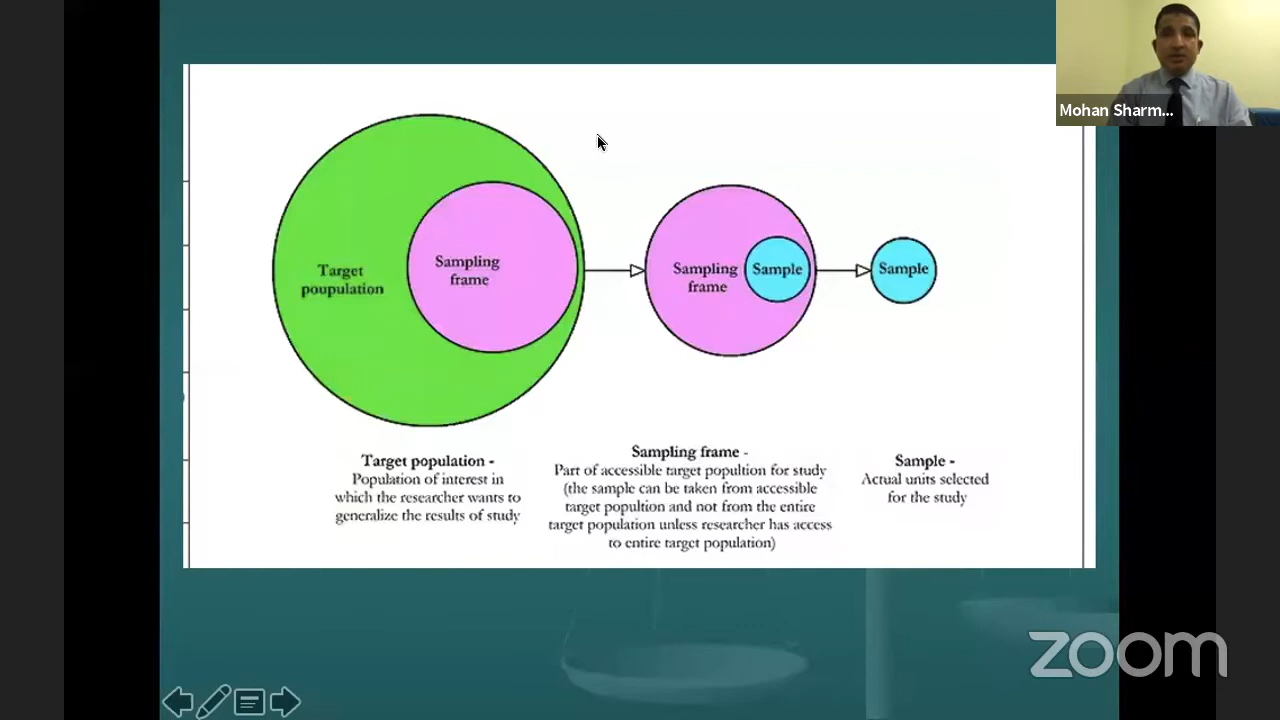 Mohan Sharm...
Target
poupulation
Sampling
frame
Sampling
frame
Sample
Sample
Target population -
Population of interest in
which the researcher wants to
generalize the results of study
Sampling frame -
Part of accessible target popultion for study
(the sample can be taken from accessible
target popultion and not from the entire
target population unless researcher has access
to entire target population)
Sample -
Actual units selected
for the study
zoom